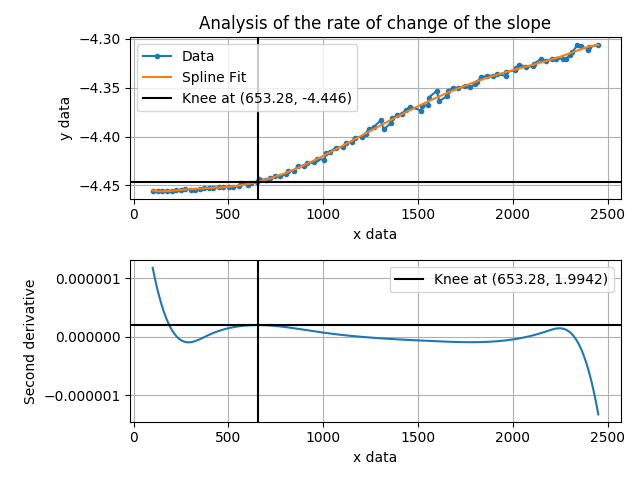 Analysis of the rate of change of the slope
−4.30
−4.35
−4.40
−4.45
y data
Data
Spline Fit
Knee at (653.28, -4.446)
0
500
1000
1500
2000
2500
x data
0.000001
0.000000
−0.000001
Second derivative
Knee at (653.28, 1.9942)
0
500
1000
1500
2000
2500
x data